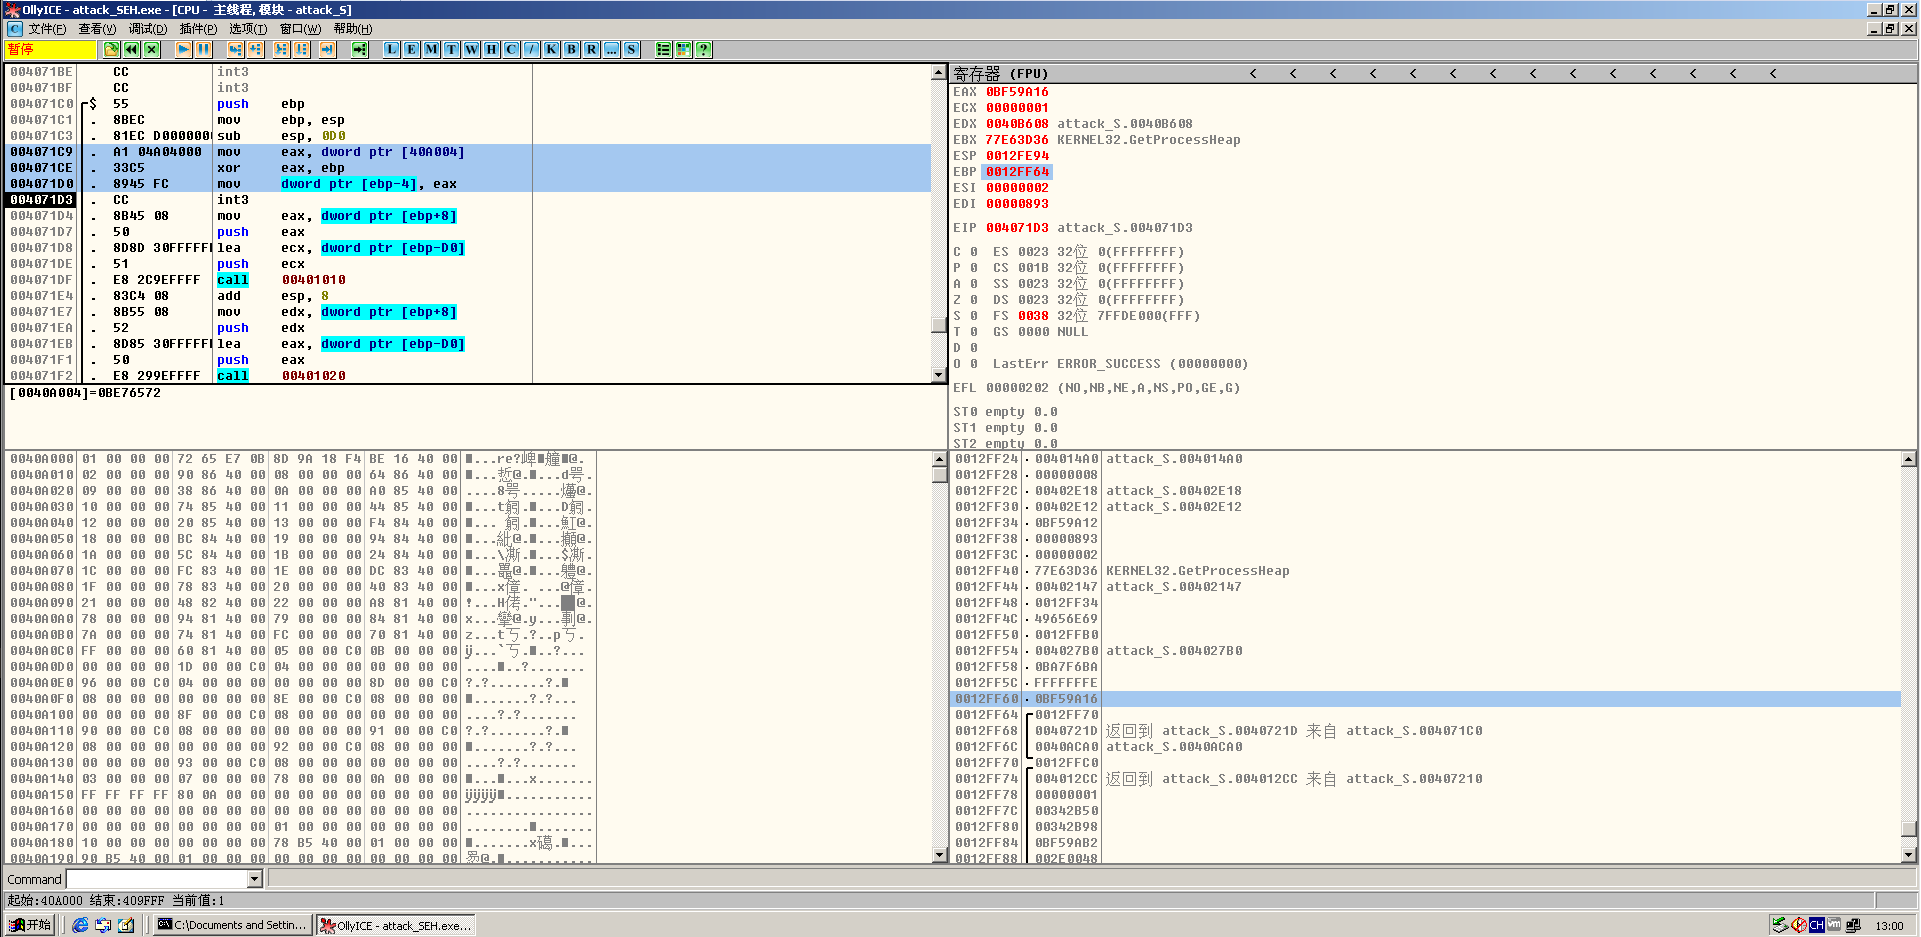 OllyICE - attack_SEH.exe - [CPU - 主线程, 模块 - attack_S]
C 文件(F) 查看(V) 调试(D) 插件(P) 选项(T) 窗口(W) 帮助(H)
暂停 L E M T W H C / K B R ... S ?
004071BE CC int3
004071BF CC int3
004071C0 $ 55 push ebp
004071C1 . 8BEC mov ebp, esp
004071C3 . 81EC D0000000 sub esp, 0D0
004071C9 . A1 04A04000 mov eax, dword ptr [40A004]
004071CE . 33C5 xor eax, ebp
004071D0 . 8945 FC mov dword ptr [ebp-4], eax
004071D3 . CC int3
004071D4 . 8B45 08 mov eax, dword ptr [ebp+8]
004071D7 . 50 push eax
004071D8 . 8D8D 30FFFFFF lea ecx, dword ptr [ebp-D0]
004071DE . 51 push ecx
004071DF . E8 2C9EFFFF call 00401010
004071E4 . 83C4 08 add esp, 8
004071E7 . 8B55 08 mov edx, dword ptr [ebp+8]
004071EA . 52 push edx
004071EB . 8D85 30FFFFFF lea eax, dword ptr [ebp-D0]
004071F1 . 50 push eax
004071F2 . E8 299EFFFF call 00401020
[0040A004]=0BE76572
寄存器 (FPU) < < < < < < < < < < < < < <
EAX 0BF59A16
ECX 00000001
EDX 0040B608 attack_S.0040B608
EBX 77E63D36 KERNEL32.GetProcessHeap
ESP 0012FE94
EBP 0012FF64
ESI 00000002
EDI 00000893
EIP 004071D3 attack_S.004071D3
C 0 ES 0023 32位 0(FFFFFFFF)
P 0 CS 001B 32位 0(FFFFFFFF)
A 0 SS 0023 32位 0(FFFFFFFF)
Z 0 DS 0023 32位 0(FFFFFFFF)
S 0 FS 0038 32位 7FFDE000(FFF)
T 0 GS 0000 NULL
D 0
O 0 LastErr ERROR_SUCCESS (00000000)
EFL 00000202 (NO,NB,NE,A,NS,PO,GE,G)
ST0 empty 0.0
ST1 empty 0.0
ST2 empty 0.0
0040A000 01 00 00 00 72 65 E7 0B 8D 9A 18 F4 BE 16 40 00
0040A010 02 00 00 00 90 86 40 00 08 00 00 00 64 86 40 00
0040A020 09 00 00 00 38 86 40 00 0A 00 00 00 A0 85 40 00
0040A030 10 00 00 00 74 85 40 00 11 00 00 00 44 85 40 00
0040A040 12 00 00 00 20 85 40 00 13 00 00 00 F4 84 40 00
0040A050 18 00 00 00 BC 84 40 00 19 00 00 00 94 84 40 00
0040A060 1A 00 00 00 5C 84 40 00 1B 00 00 00 24 84 40 00
0040A070 1C 00 00 00 FC 83 40 00 1E 00 00 00 DC 83 40 00
0040A080 1F 00 00 00 78 83 40 00 20 00 00 00 40 83 40 00
0040A090 21 00 00 00 48 82 40 00 22 00 00 00 A8 81 40 00
0040A0A0 78 00 00 00 94 81 40 00 79 00 00 00 84 81 40 00
0040A0B0 7A 00 00 00 74 81 40 00 FC 00 00 00 70 81 40 00
0040A0C0 FF 00 00 00 60 81 40 00 05 00 00 C0 0B 00 00 00
0040A0D0 00 00 00 00 1D 00 00 C0 04 00 00 00 00 00 00 00
0040A0E0 96 00 00 C0 04 00 00 00 00 00 00 00 8D 00 00 C0
0040A0F0 08 00 00 00 00 00 00 00 8E 00 00 C0 08 00 00 00
0040A100 00 00 00 00 8F 00 00 C0 08 00 00 00 00 00 00 00
0040A110 90 00 00 C0 08 00 00 00 00 00 00 00 91 00 00 C0
0040A120 08 00 00 00 00 00 00 00 92 00 00 C0 08 00 00 00
0040A130 00 00 00 00 93 00 00 C0 08 00 00 00 00 00 00 00
0040A140 03 00 00 00 07 00 00 00 78 00 00 00 0A 00 00 00
0040A150 FF FF FF FF 80 0A 00 00 00 00 00 00 00 00 00 00
0040A160 00 00 00 00 00 00 00 00 00 00 00 00 00 00 00 00
0040A170 00 00 00 00 00 00 00 00 01 00 00 00 00 00 00 00
0040A180 10 00 00 00 00 00 00 00 78 B5 40 00 01 00 00 00
0040A190 90 B5 40 00 01 00 00 00 00 00 00 00 00 00 00 00
0012FF24 004014A0 attack_S.004014A0
0012FF28 00000008
0012FF2C 00402E18 attack_S.00402E18
0012FF30 00402E12 attack_S.00402E12
0012FF34 0BF59A12
0012FF38 00000893
0012FF3C 00000002
0012FF40 77E63D36 KERNEL32.GetProcessHeap
0012FF44 00402147 attack_S.00402147
0012FF48 0012FF34
0012FF4C 49656E69
0012FF50 0012FFB0
0012FF54 004027B0 attack_S.004027B0
0012FF58 0BA7F6BA
0012FF5C FFFFFFFE
0012FF60 0BF59A16
0012FF64 0012FF70
0012FF68 0040721D 返回到 attack_S.0040721D 来自 attack_S.004071C0
0012FF6C 0040ACA0 attack_S.0040ACA0
0012FF70 0012FFC0
0012FF74 004012CC 返回到 attack_S.004012CC 来自 attack_S.00407210
0012FF78 00000001
0012FF7C 00342B50
0012FF80 00342B98
0012FF84 0BF59AB2
0012FF88 002E0048
Command
起始:40A000 结束:409FFF 当前值:1
开始 C:\Documents and Settin... OllyICE - attack_SEH.exe... CH 13:00